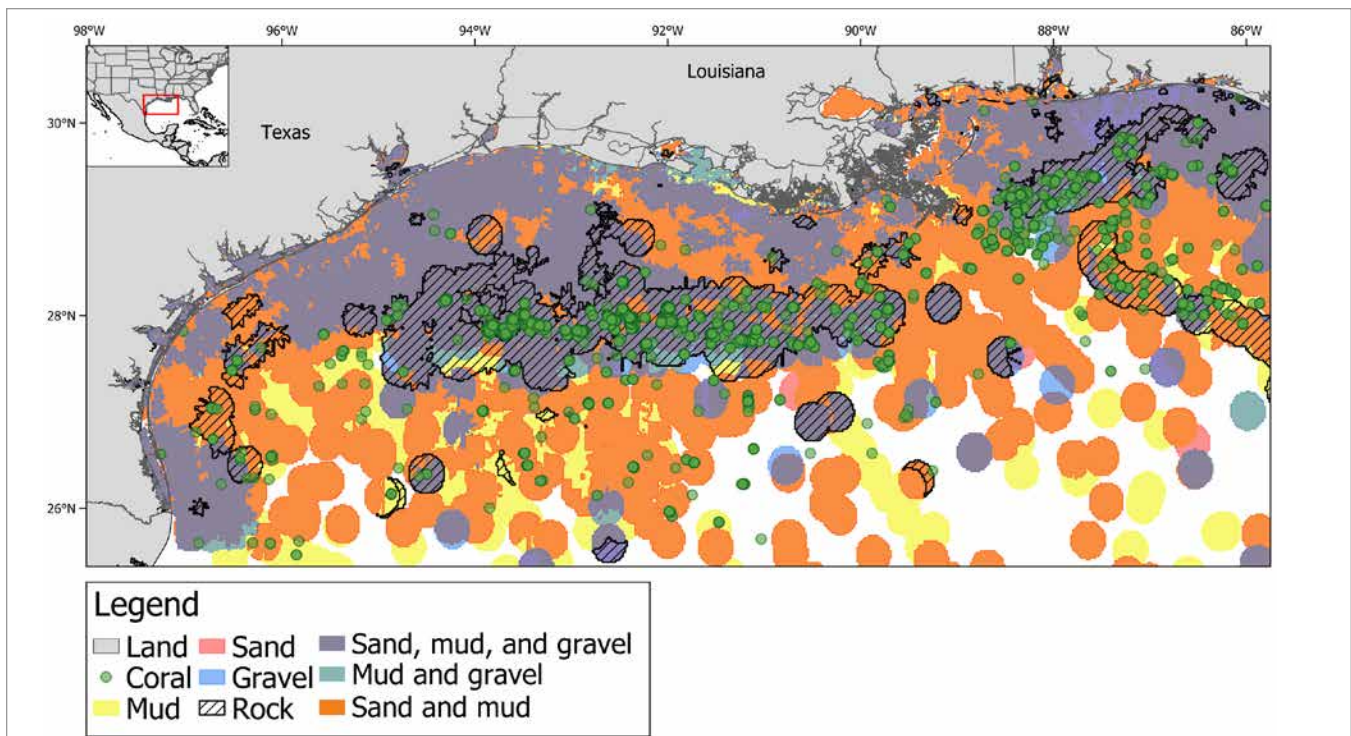 98°W 96°W 94°W 92°W 90°W 88°W 86°W
Louisiana
30°N
Texas
28°N
26°N
Legend
Land Sand Sand, mud, and gravel
Coral Gravel Mud and gravel
Mud Rock Sand and mud